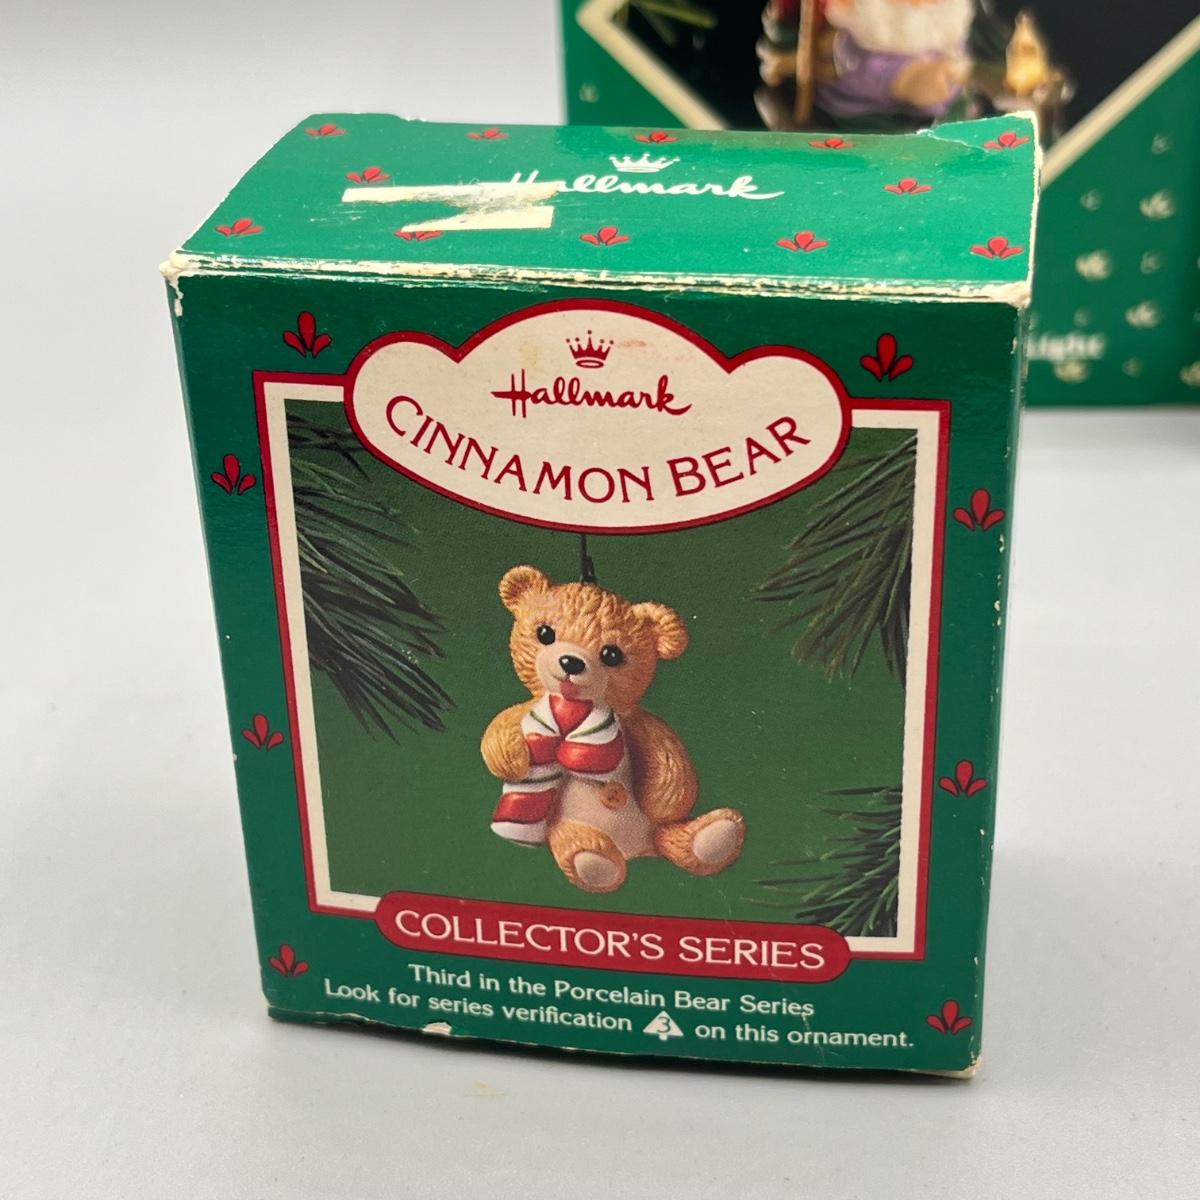 Hallmark
Hallmark
CINNAMON BEAR
COLLECTOR'S SERIES
Third in the Porcelain Bear Series
Look for series verification 3 on this ornament.